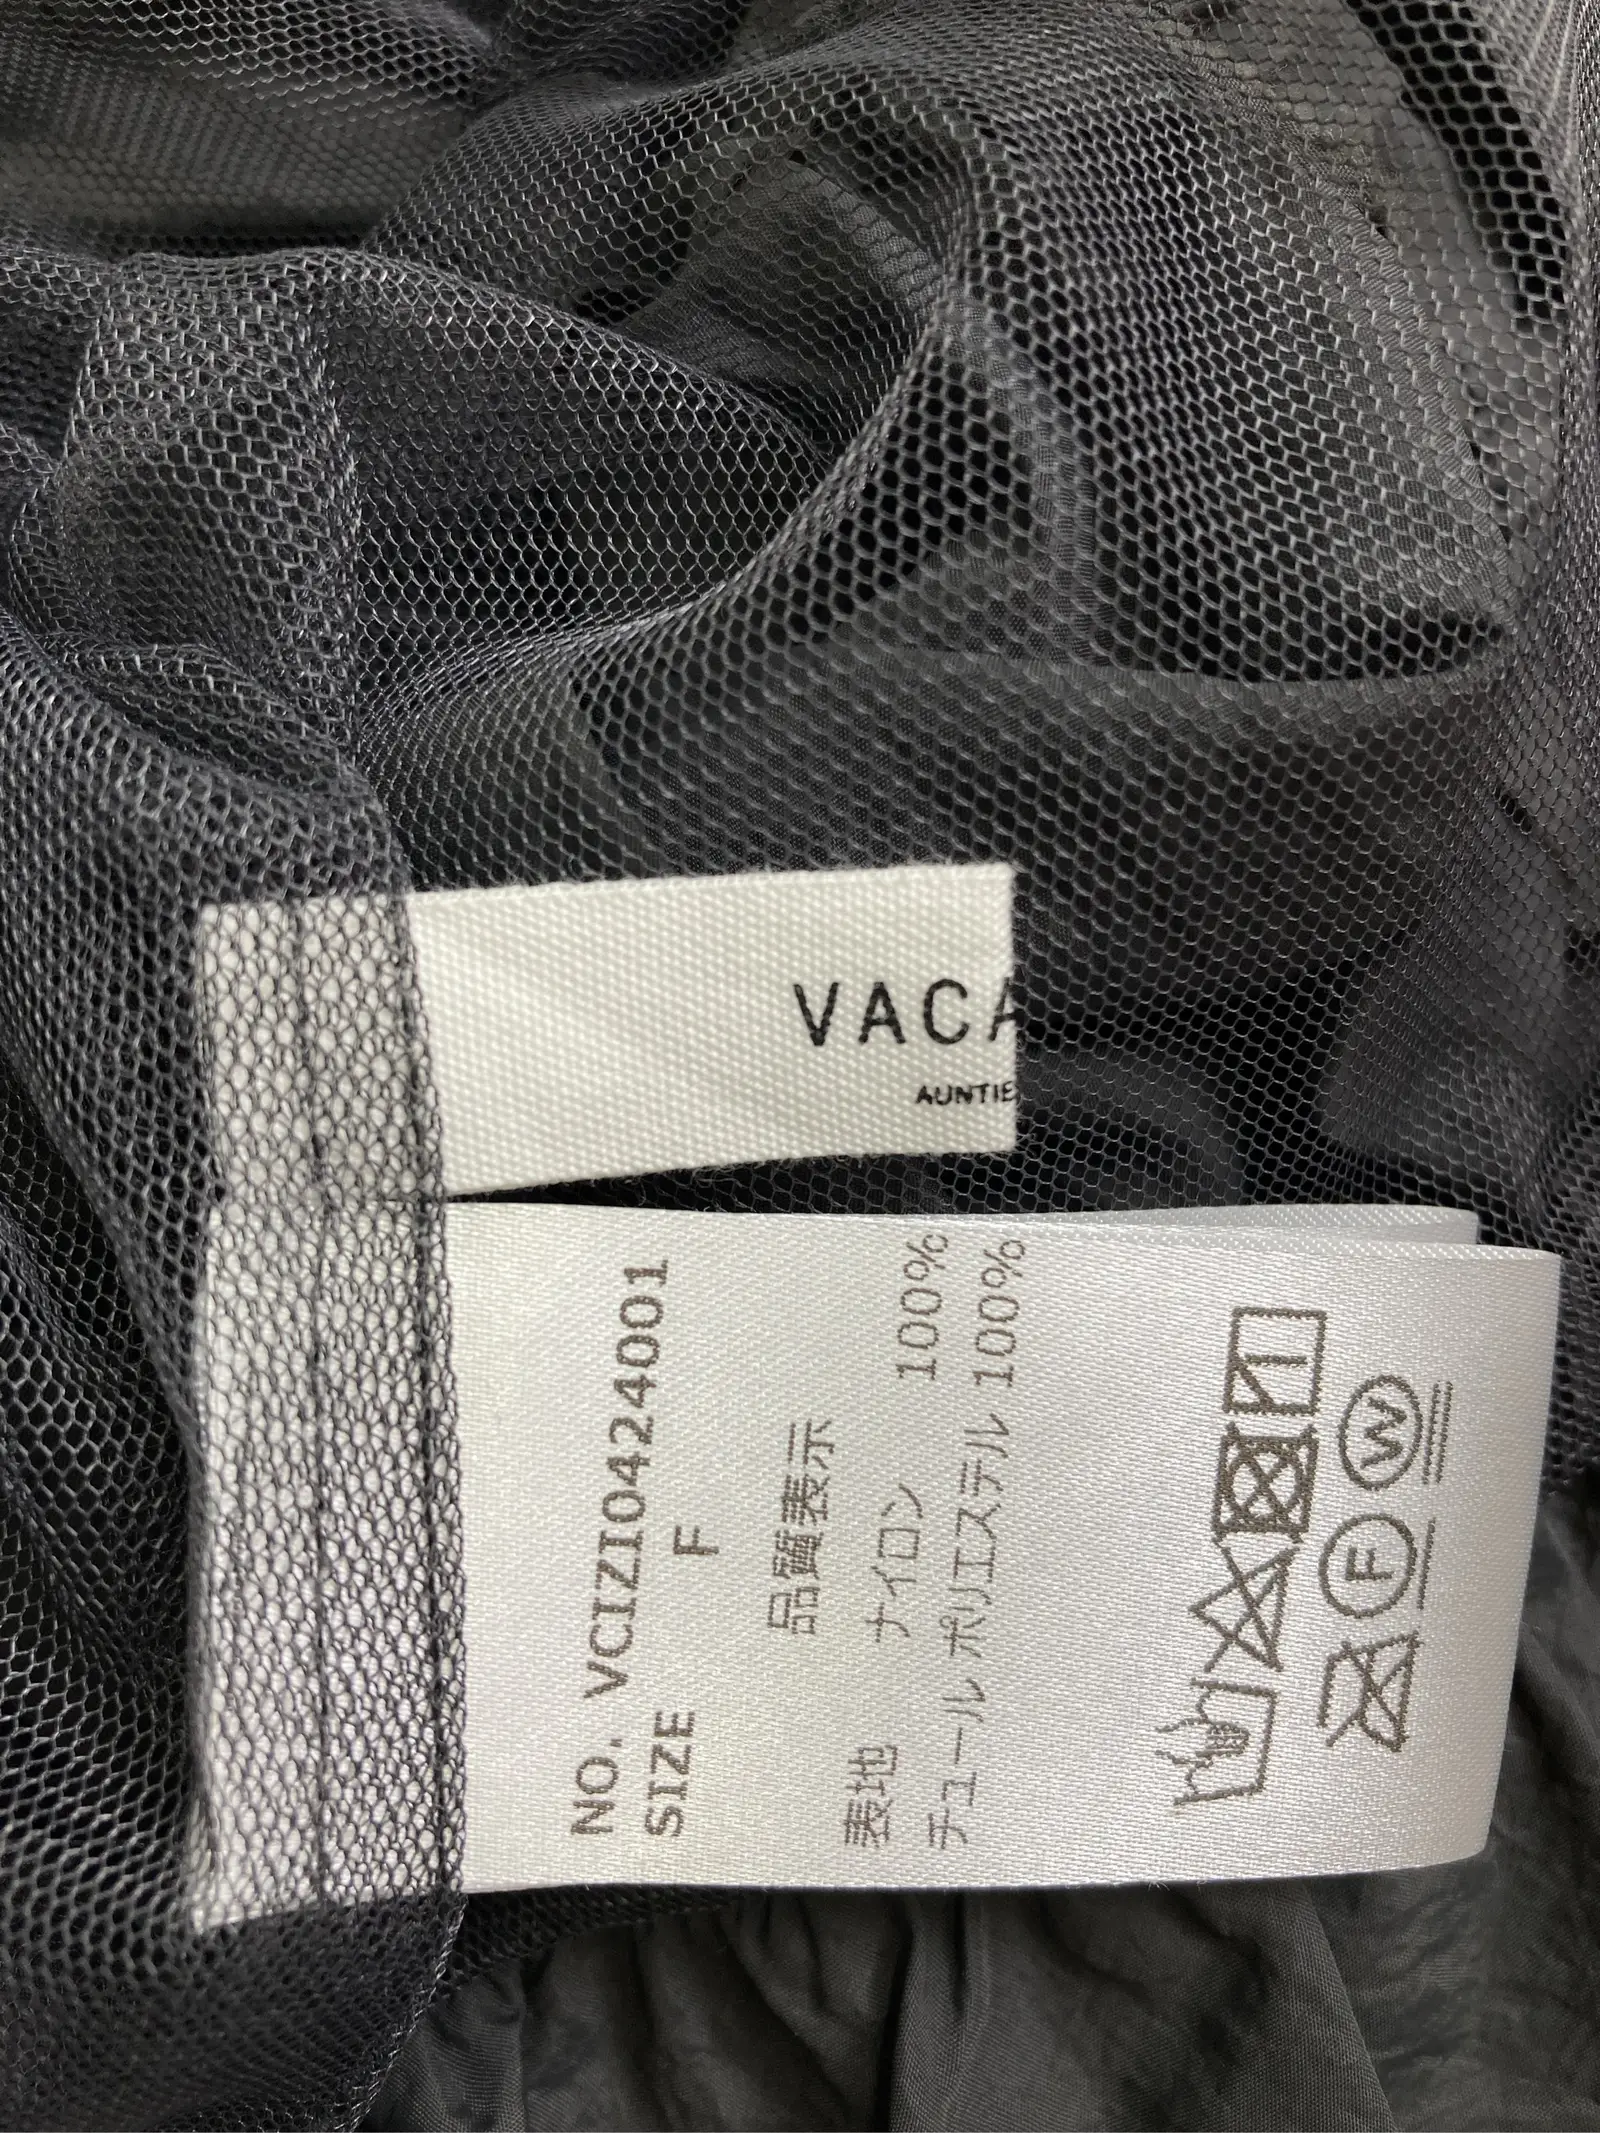 VACA
AUNTIE
NO. VCIZI0424001
SIZE F
品質表示
表地 ナイロン 100%
チュール ポリエステル 100%
F W